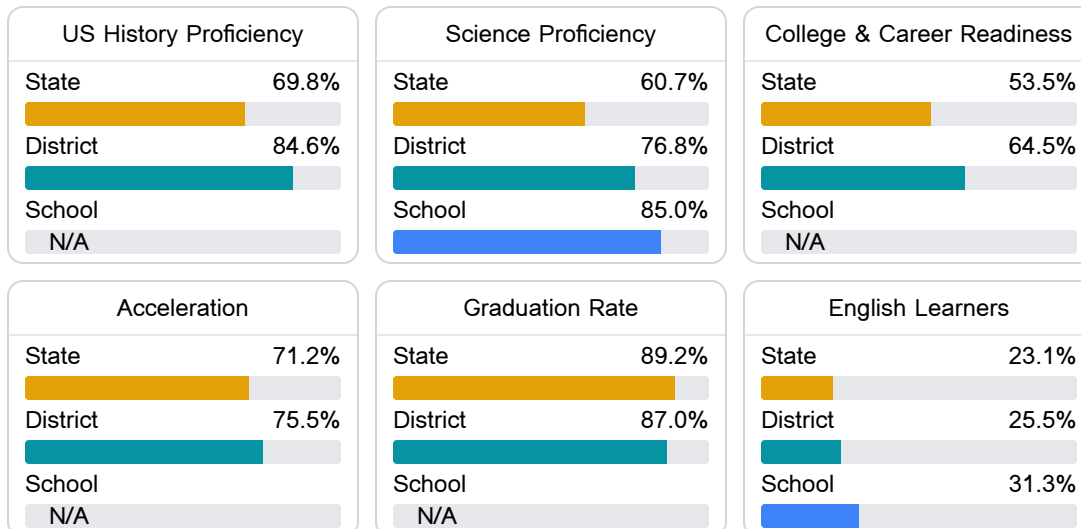 US History Proficiency
State 69.8%
District 84.6%
School
N/A
Science Proficiency
State 60.7%
District 76.8%
School 85.0%
College & Career Readiness
State 53.5%
District 64.5%
School
N/A
Acceleration
State 71.2%
District 75.5%
School
N/A
Graduation Rate
State 89.2%
District 87.0%
School
N/A
English Learners
State 23.1%
District 25.5%
School 31.3%